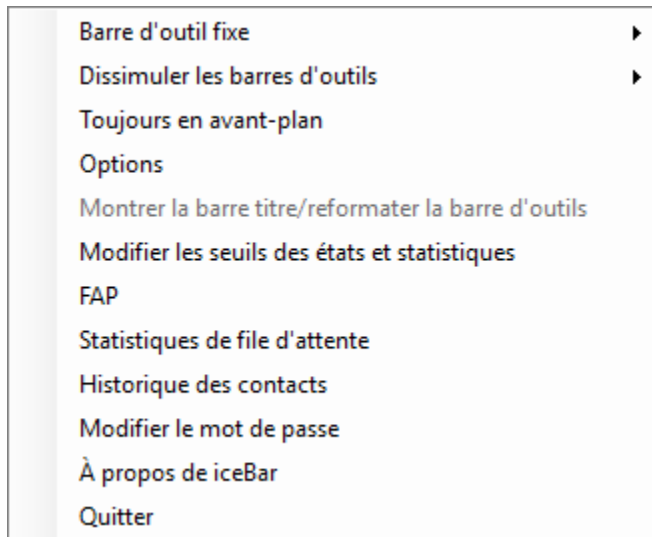 Barre d'outil fixe
Dissimuler les barres d'outils
Toujours en avant-plan
Options
Montrer la barre titre/reformater la barre d'outils
Modifier les seuils des états et statistiques
FAP
Statistiques de file d'attente
Historique des contacts
Modifier le mot de passe
À propos de iceBar
Quitter